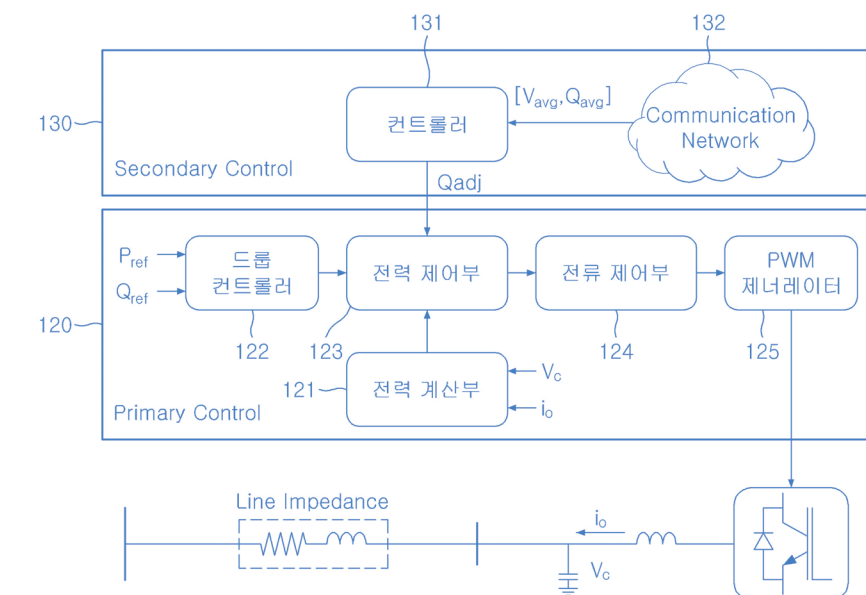 131
132
[Vavg,Qavg]
컨트롤러
Communication
Network
130
Secondary Control
Qadj
Pref
Qref
드룹
컨트롤러
전력 제어부
전류 제어부
PWM
제너레이터
120
122
123
124
125
121
전력 계산부
Vc
io
Primary Control
Line Impedance
io
Vc